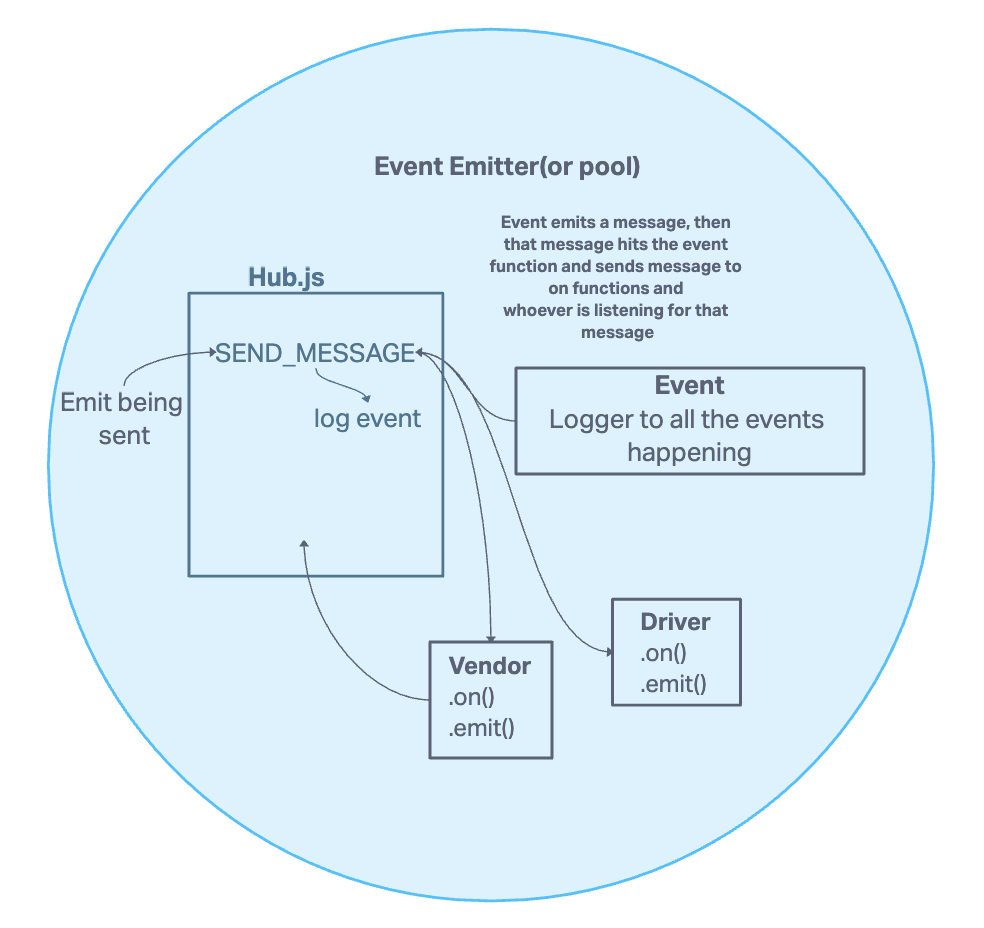 Event Emitter(or pool)
Event emits a message, then
that message hits the event
function and sends message to
on functions and
whoever is listening for that
message
Hub.js
SEND_MESSAGE
log event
Emit being
sent
Event
Logger to all the events
happening
Vendor
.on()
.emit()
Driver
.on()
.emit()